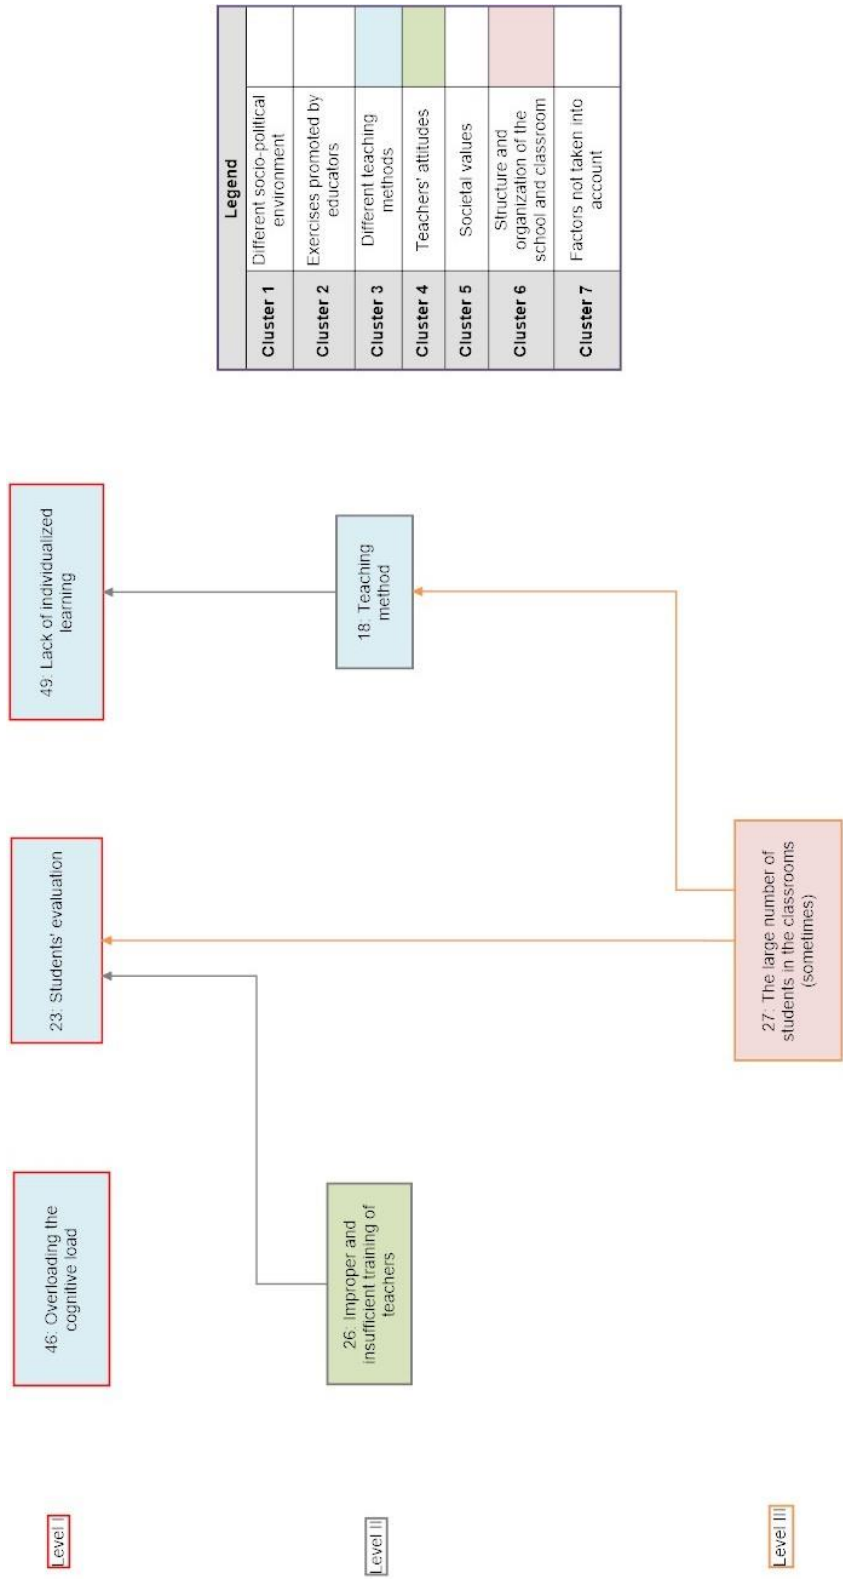 Level I
46: Overloading the
cognitive load
23: Students' evaluation
49: Lack of individualized
learning
Level II
26: Improper and
insufficient training of
teachers
18: Teaching
method
Level III
27: The large number of
students in the classrooms
(sometimes)
Legend
Cluster 1
Different socio-political
environment
Cluster 2
Exercises promoted by
educators
Cluster 3
Different teaching
methods
Cluster 4
Teachers' attitudes
Cluster 5
Societal values
Cluster 6
Structure and
organization of the
school and classroom
Cluster 7
Factors not taken into
account